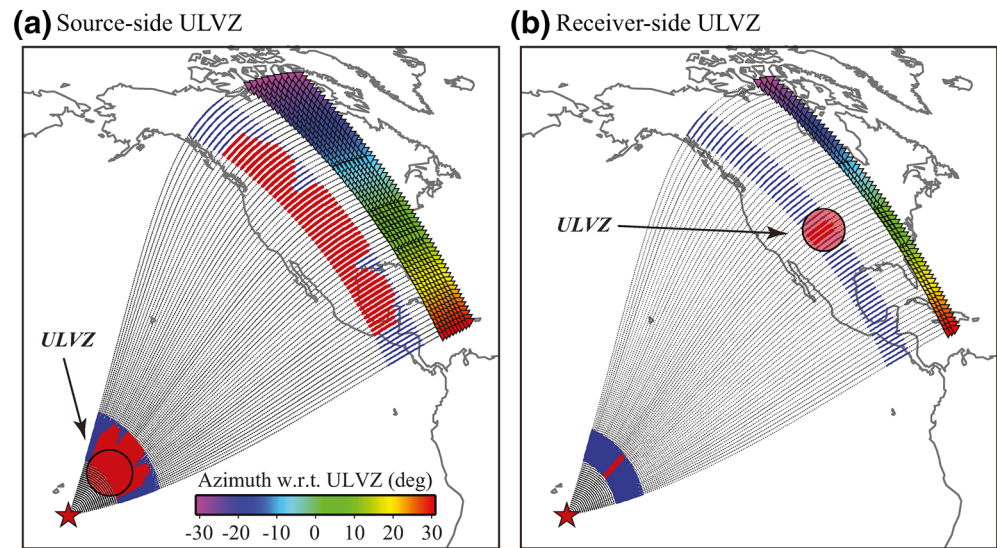 (a) Source-side ULVZ
(b) Receiver-side ULVZ
ULVZ
ULVZ
Azimuth w.r.t. ULVZ (deg)
-30 -20 -10 0 10 20 30